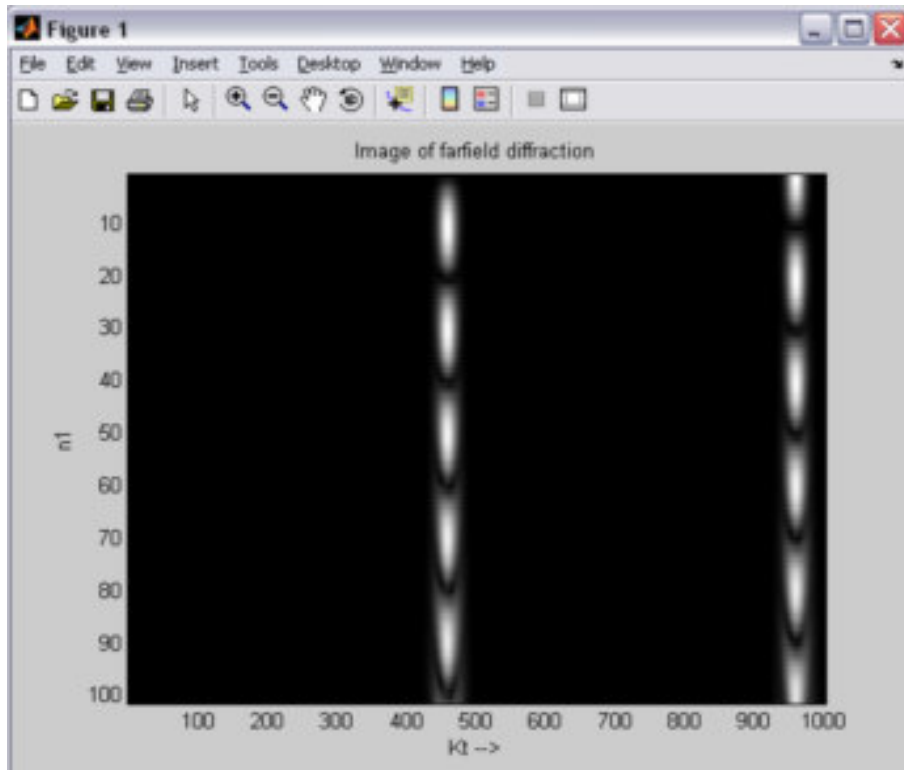 Figure 1
File Edit View Insert Tools Desktop Window Help
Image of farfield diffraction
10
20
30
40
50
60
70
80
90
100
n1
100 200 300 400 500 600 700 800 900 1000
Kt -->